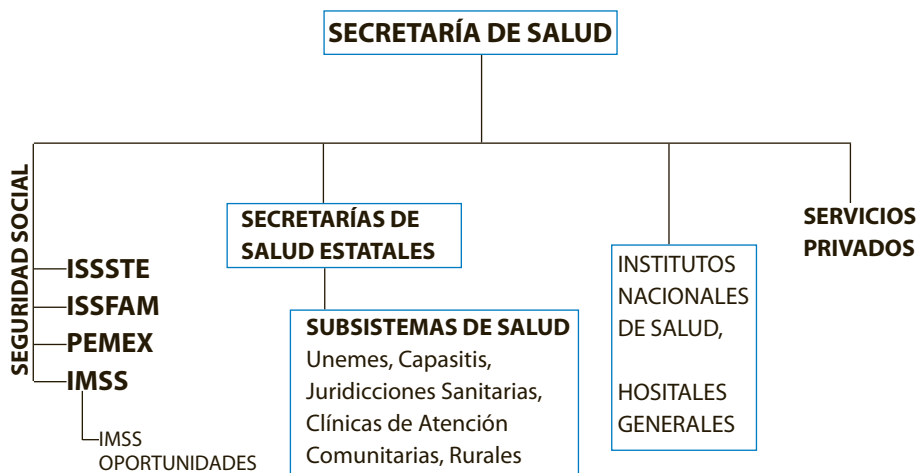 SECRETARÍA DE SALUD
SEGURIDAD SOCIAL
ISSSTE
ISSFAM
PEMEX
IMSS
IMSS
OPORTUNIDADES
SECRETARÍAS DE
SALUD ESTATALES
SUBSISTEMAS DE SALUD
Unemes, Capasitis,
Juridicciones Sanitarias,
Clínicas de Atención
Comunitarias, Rurales
INSTITUTOS
NACIONALES
DE SALUD,
HOSITALES
GENERALES
SERVICIOS
PRIVADOS